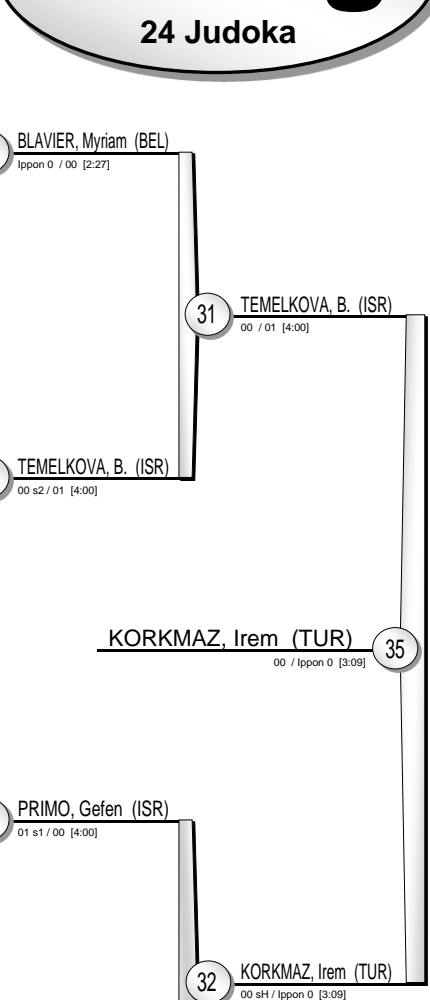 24 Judoka
BLAVIER, Myriam (BEL)
Ippon 0 / 00 [2:27]
31
TEMELKOVA, B. (ISR)
00 / 01 [4:00]
TEMELKOVA, B. (ISR)
00 s2 / 01 [4:00]
KORKMAZ, Irem (TUR)
35
00 / Ippon 0 [3:09]
PRIMO, Gefen (ISR)
01 s1 / 00 [4:00]
32
KORKMAZ, Irem (TUR)
00 sH / Ippon 0 [3:09]